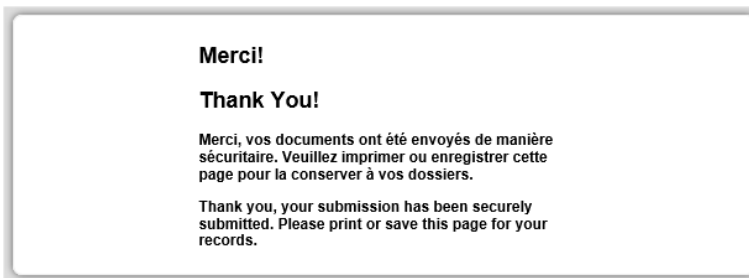 Merci!
Thank You!
Merci, vos documents ont été envoyés de manière
sécuritaire. Veuillez imprimer ou enregistrer cette
page pour la conserver à vos dossiers.
Thank you, your submission has been securely
submitted. Please print or save this page for your
records.